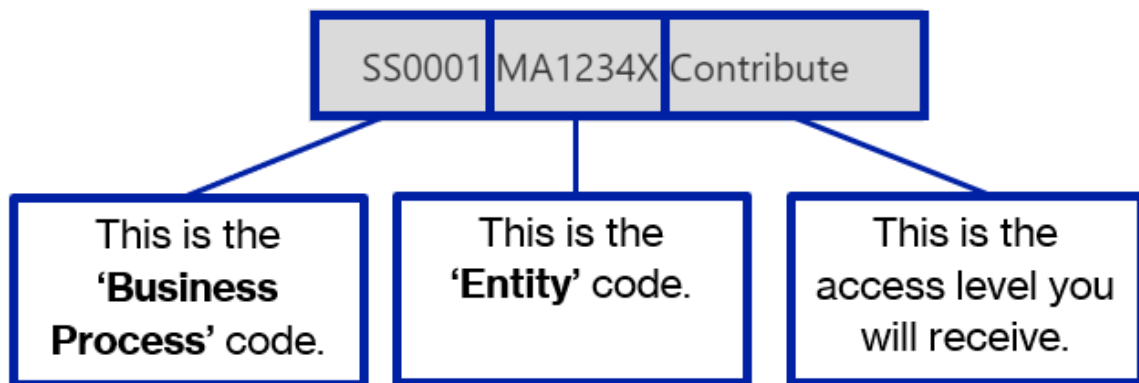 SS0001 MA1234X Contribute
This is the
‘Business
Process’ code.
This is the
‘Entity’ code.
This is the
access level you
will receive.